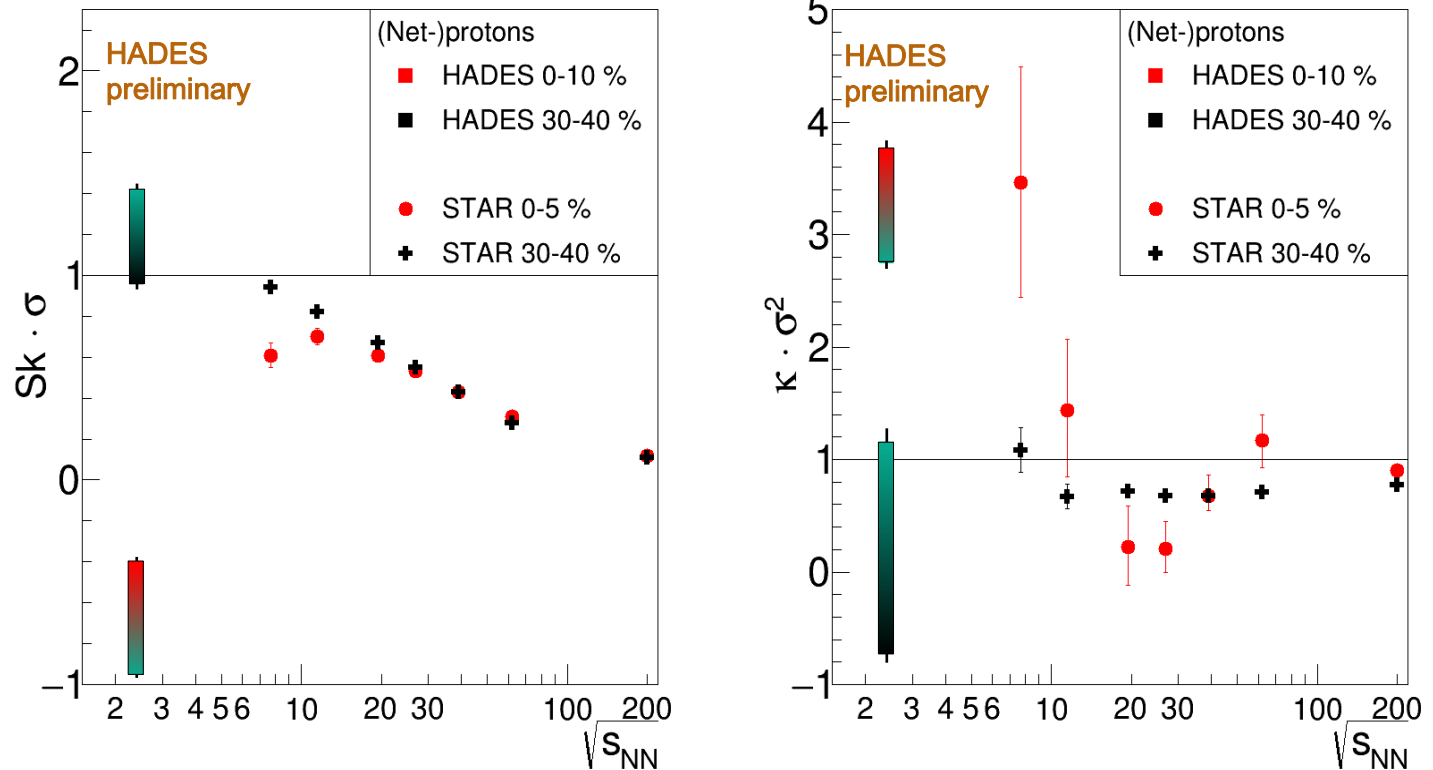 HADES
preliminary
(Net-)protons
HADES 0-10 %
HADES 30-40 %
STAR 0-5 %
STAR 30-40 %
Sk · σ
2
1
0
−1
2 3 4 5 6 10 20 30 100 200
√sNN
HADES
preliminary
(Net-)protons
HADES 0-10 %
HADES 30-40 %
STAR 0-5 %
STAR 30-40 %
κ · σ²
5
4
3
2
1
0
−1
2 3 4 5 6 10 20 30 100 200
√sNN